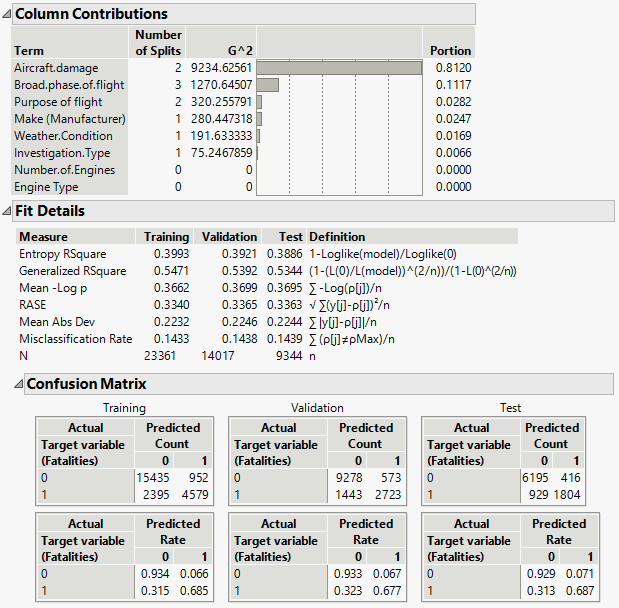 Column Contributions
Number
Term of Splits G^2 Portion
Aircraft.damage 2 9234.62561 0.8120
Broad.phase.of.flight 3 1270.64507 0.1117
Purpose of flight 2 320.255791 0.0282
Make (Manufacturer) 1 280.447318 0.0247
Weather.Condition 1 191.633333 0.0169
Investigation.Type 1 75.2467859 0.0066
Number.of.Engines 0 0 0.0000
Engine Type 0 0 0.0000
Fit Details
Measure Training Validation Test Definition
Entropy RSquare 0.3993 0.3921 0.3886 1-Loglike(model)/Loglike(0)
Generalized RSquare 0.5471 0.5392 0.5344 (1-(L(0)/L(model))^(2/n))/(1-L(0)^(2/n))
Mean -Log p 0.3662 0.3699 0.3695 ∑ -Log(ρ[j])/n
RASE 0.3340 0.3365 0.3363 √ ∑(y[j]-ρ[j])²/n
Mean Abs Dev 0.2232 0.2246 0.2244 ∑ |y[j]-ρ[j]|/n
Misclassification Rate 0.1433 0.1438 0.1439 ∑ (ρ[j]≠ρMax)/n
N 23361 14017 9344 n
Confusion Matrix
Training Validation Test
Actual Predicted Actual Predicted Actual Predicted
Target variable Count Target variable Count Target variable Count
(Fatalities) 0 1 (Fatalities) 0 1 (Fatalities) 0 1
0 15435 952 0 9278 573 0 6195 416
1 2395 4579 1 1443 2723 1 929 1804
Actual Predicted Actual Predicted Actual Predicted
Target variable Rate Target variable Rate Target variable Rate
(Fatalities) 0 1 (Fatalities) 0 1 (Fatalities) 0 1
0 0.934 0.066 0 0.933 0.067 0 0.929 0.071
1 0.315 0.685 1 0.323 0.677 1 0.313 0.687